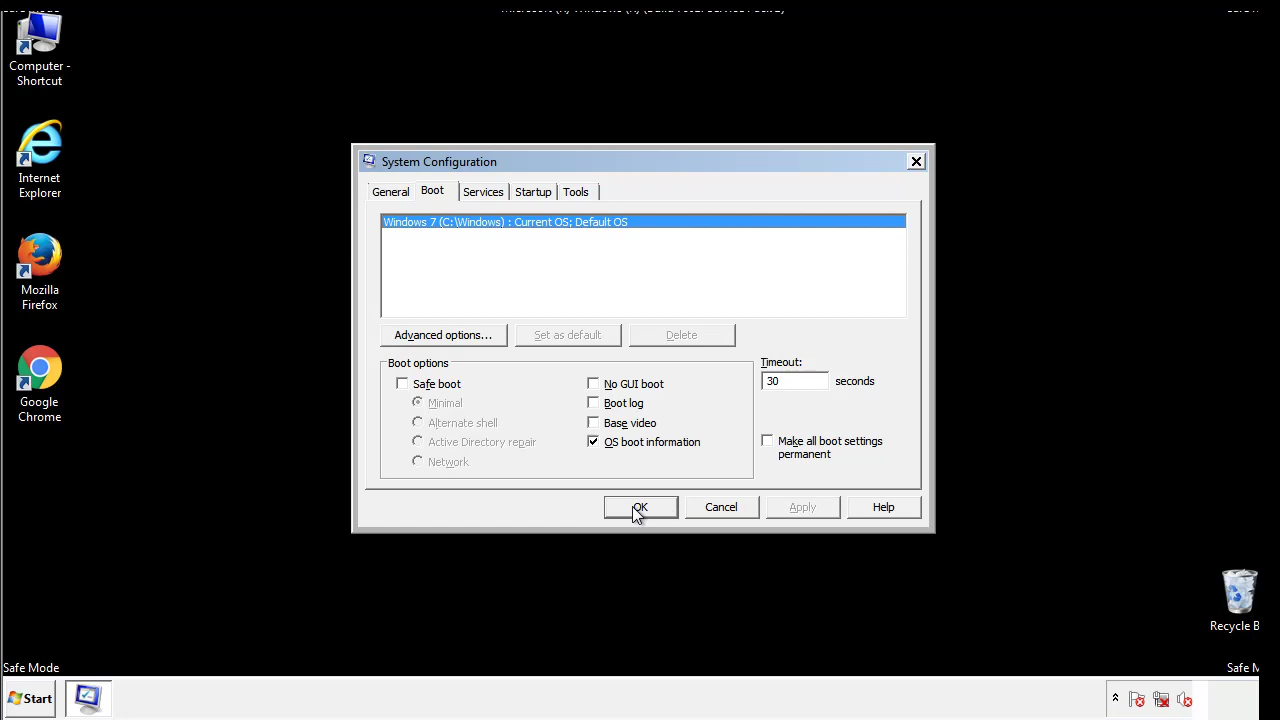 Computer -
Shortcut
Internet
Explorer
Mozilla
Firefox
Google
Chrome
System Configuration
General
Boot
Services
Startup
Tools
Windows 7 (C:\Windows) : Current OS; Default OS
Advanced options...
Set as default
Delete
Boot options
Safe boot
Minimal
Alternate shell
Active Directory repair
Network
No GUI boot
Boot log
Base video
OS boot information
Timeout:
30 seconds
Make all boot settings
permanent
OK
Cancel
Apply
Help
Recycle B
Safe Mode
Safe M
Start